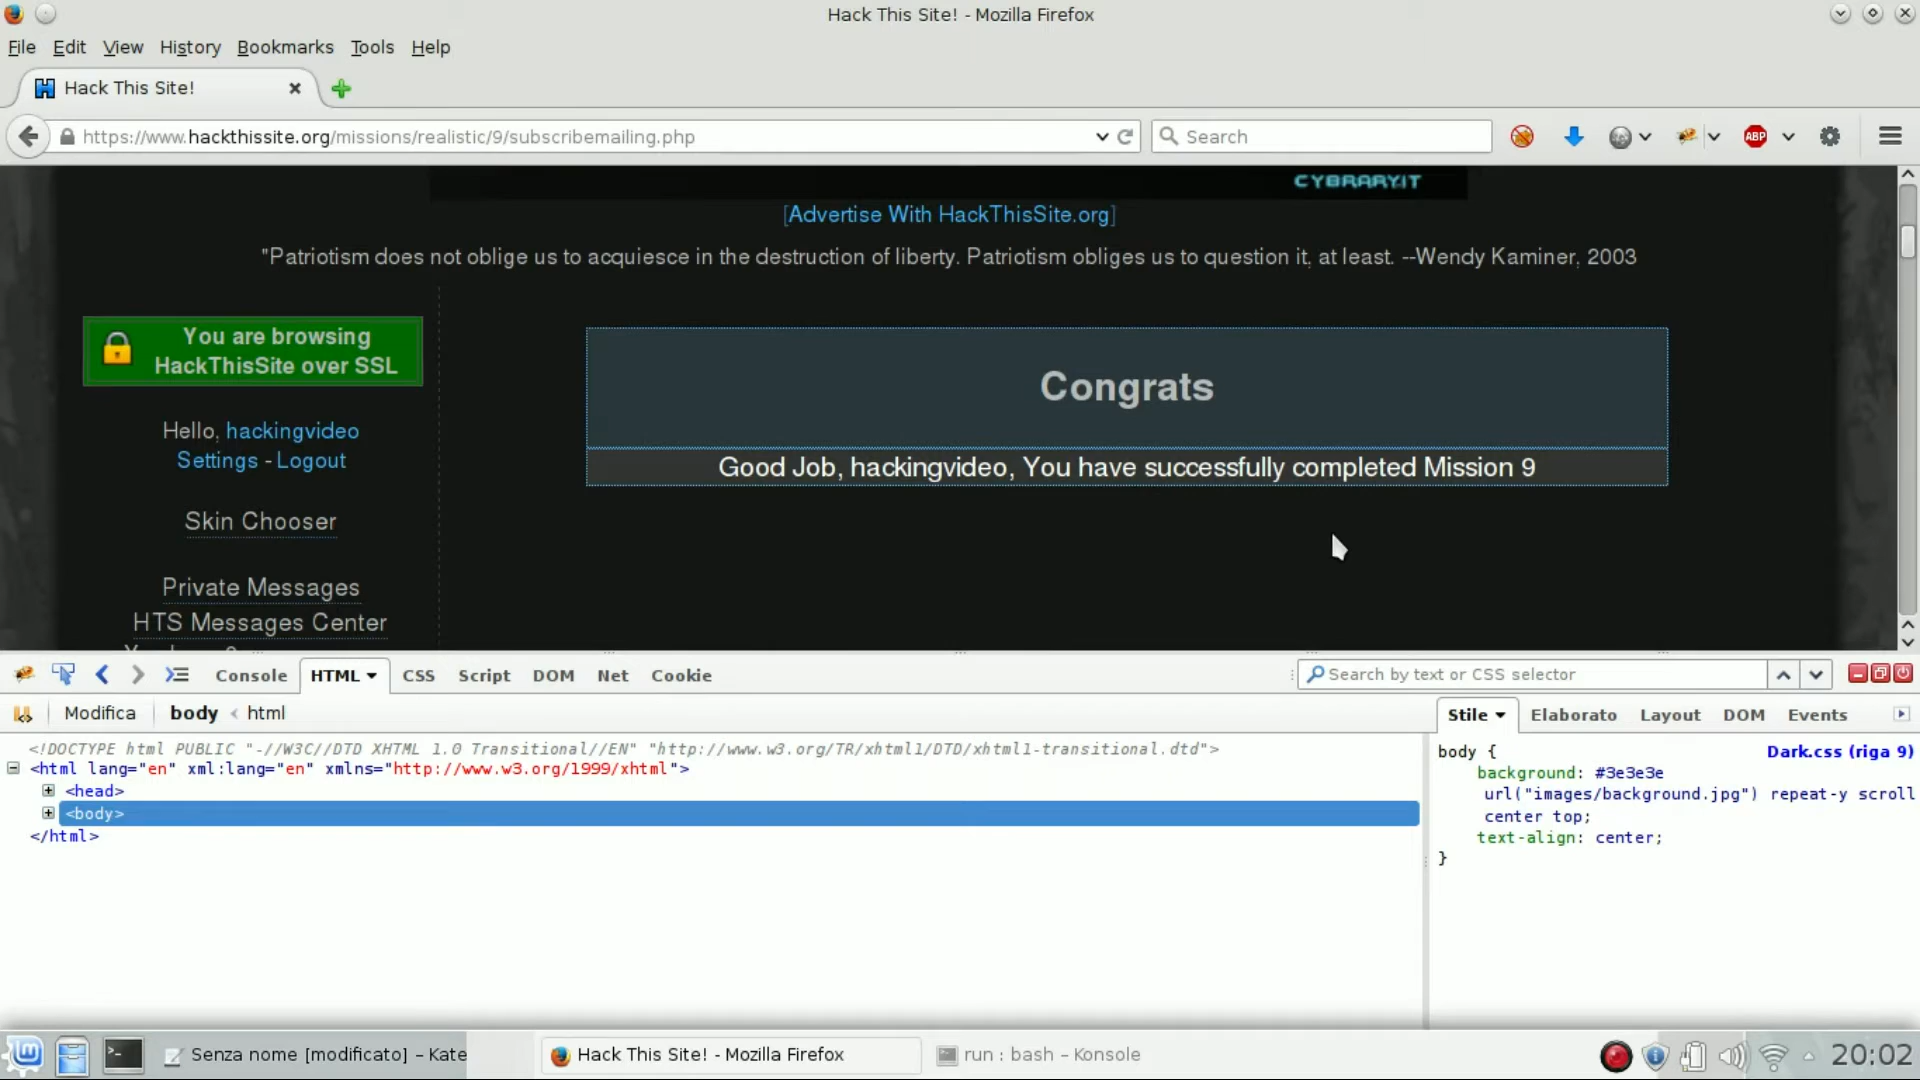 Hack This Site! - Mozilla Firefox
File Edit View History Bookmarks Tools Help
Hack This Site!
https://www.hackthissite.org/missions/realistic/9/subscribemailing.php
Search
ABP
CYBRARY.IT
[Advertise With HackThisSite.org]
"Patriotism does not oblige us to acquiesce in the destruction of liberty. Patriotism obliges us to question it, at least. --Wendy Kaminer, 2003
You are browsing
HackThisSite over SSL
Congrats
Good Job, hackingvideo, You have successfully completed Mission 9
Hello, hackingvideo
Settings - Logout
Skin Chooser
Private Messages
HTS Messages Center
Console HTML CSS Script DOM Net Cookie
Search by text or CSS selector
Modifica body < html
Stile Elaborato Layout DOM Events
<!DOCTYPE html PUBLIC "-//W3C//DTD XHTML 1.0 Transitional//EN" "http://www.w3.org/TR/xhtml1/DTD/xhtml1-transitional.dtd">
<html lang="en" xml:lang="en" xmlns="http://www.w3.org/1999/xhtml">
<head>
<body>
</html>
body { Dark.css (riga 9)
background: #3e3e3e
url("images/background.jpg") repeat-y scroll
center top;
text-align: center;
}
Senza nome [modificato] – Kate
Hack This Site! - Mozilla Firefox
run : bash – Konsole
20:02